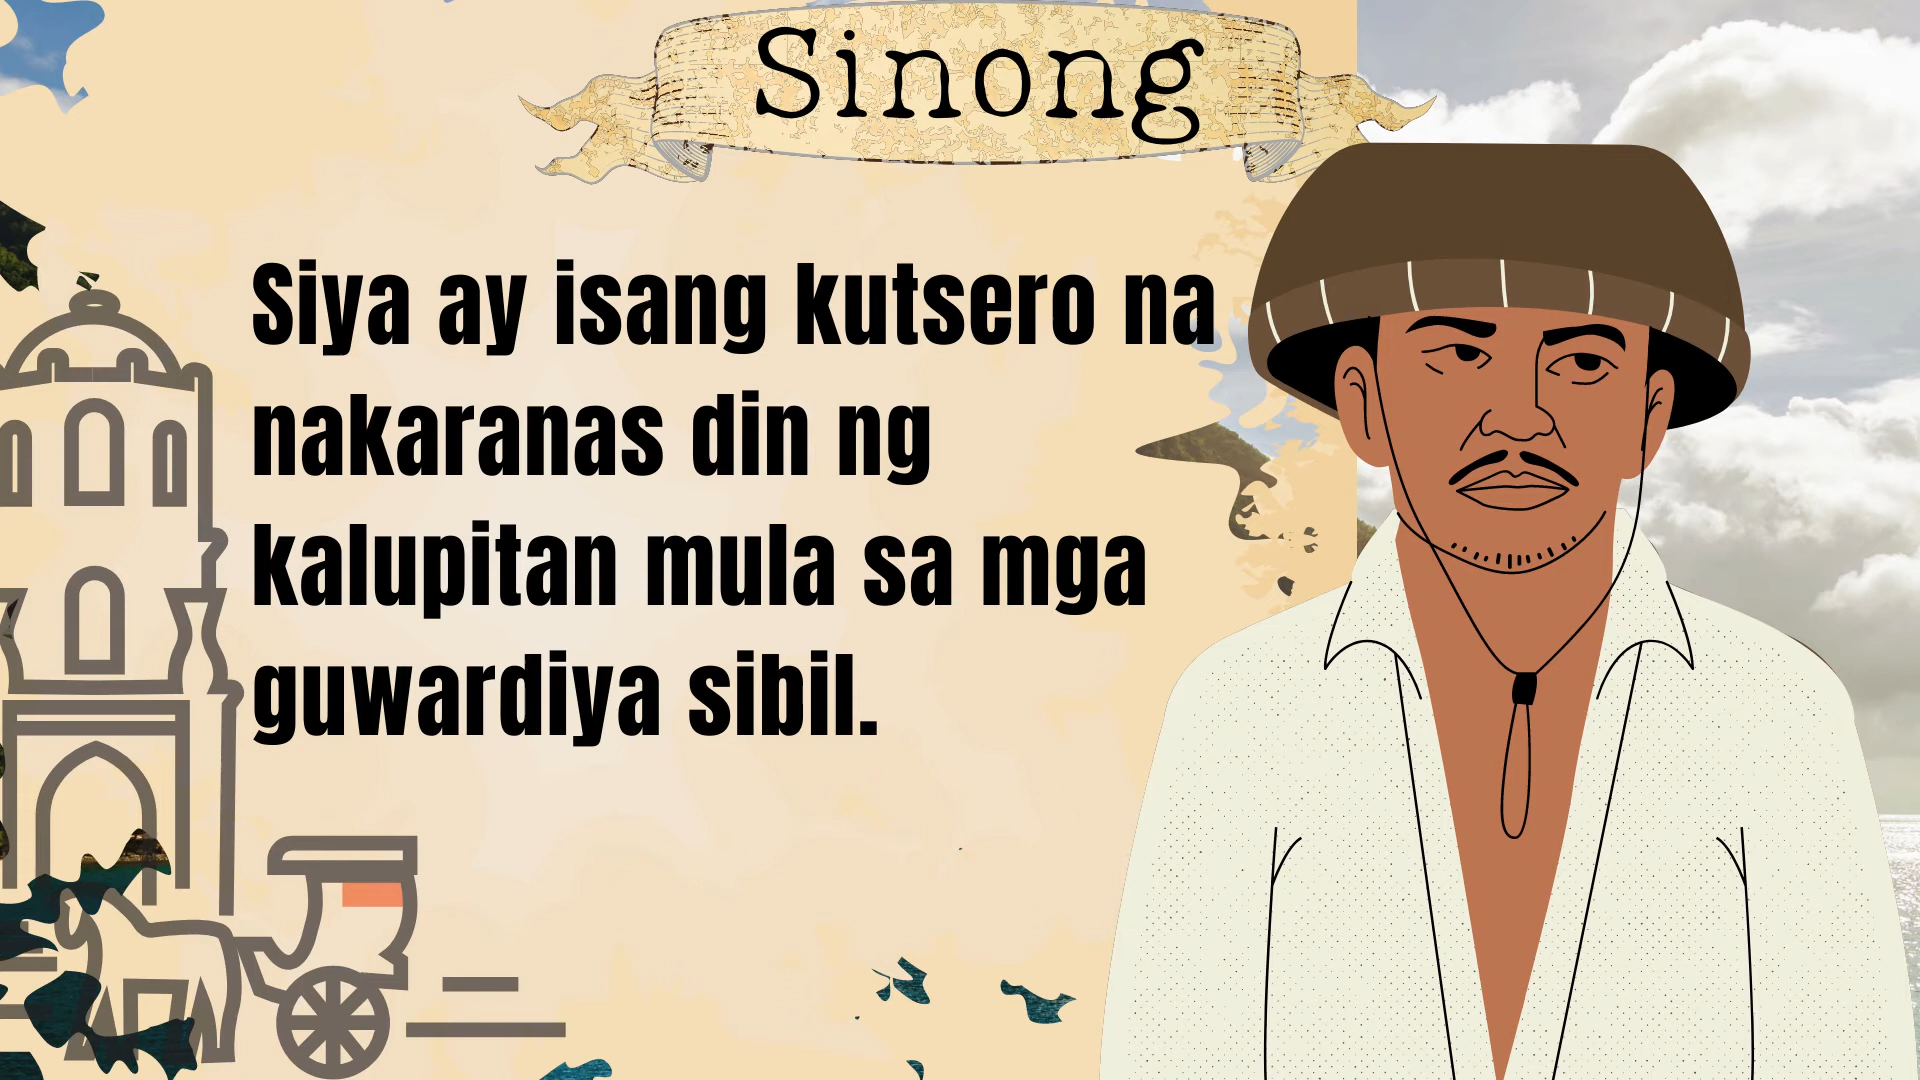 Sinong
Siya ay isang kutsero na
nakaranas din ng
kalupitan mula sa mga
guwardiya sibil.